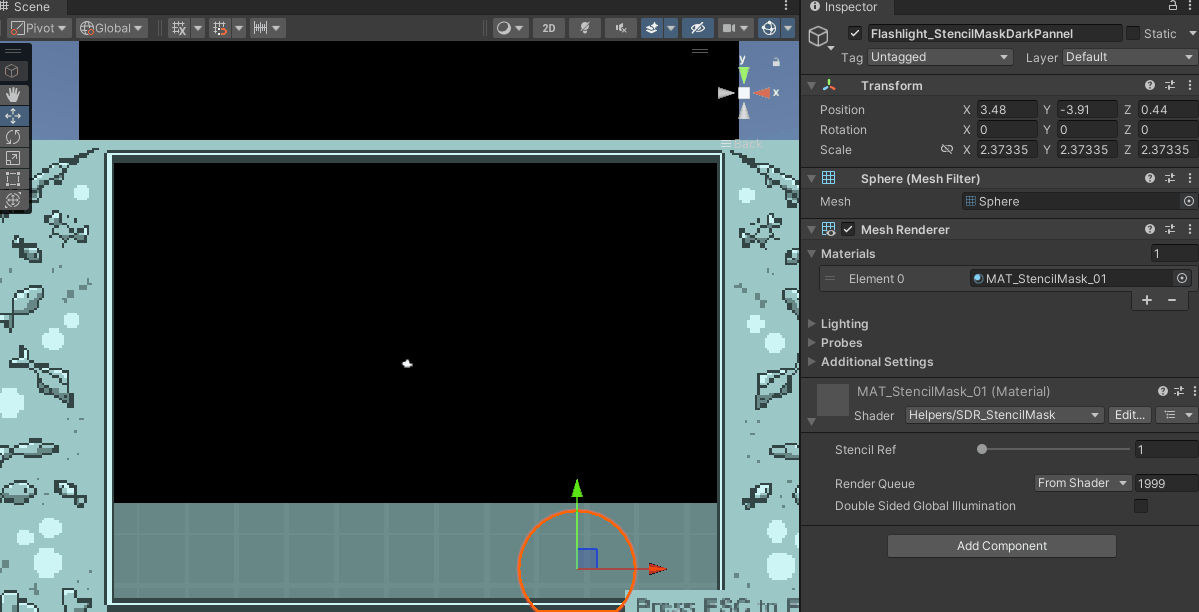 Scene
Inspector
Pivot
Global
2D
Flashlight_StencilMaskDarkPannel
Static
Tag
Untagged
Layer
Default
y
x
Back
Transform
Position
X
3.48
Y
-3.91
Z
0.44
Rotation
X
0
Y
0
Z
0
Scale
X
2.37335
Y
2.37335
Z
2.37335
Sphere (Mesh Filter)
Mesh
Sphere
Mesh Renderer
Materials
1
Element 0
MAT_StencilMask_01
Lighting
Probes
Additional Settings
MAT_StencilMask_01 (Material)
Shader
Helpers/SDR_StencilMask
Edit...
Stencil Ref
1
Render Queue
From Shader
1999
Double Sided Global Illumination
Add Component
Press ESC to